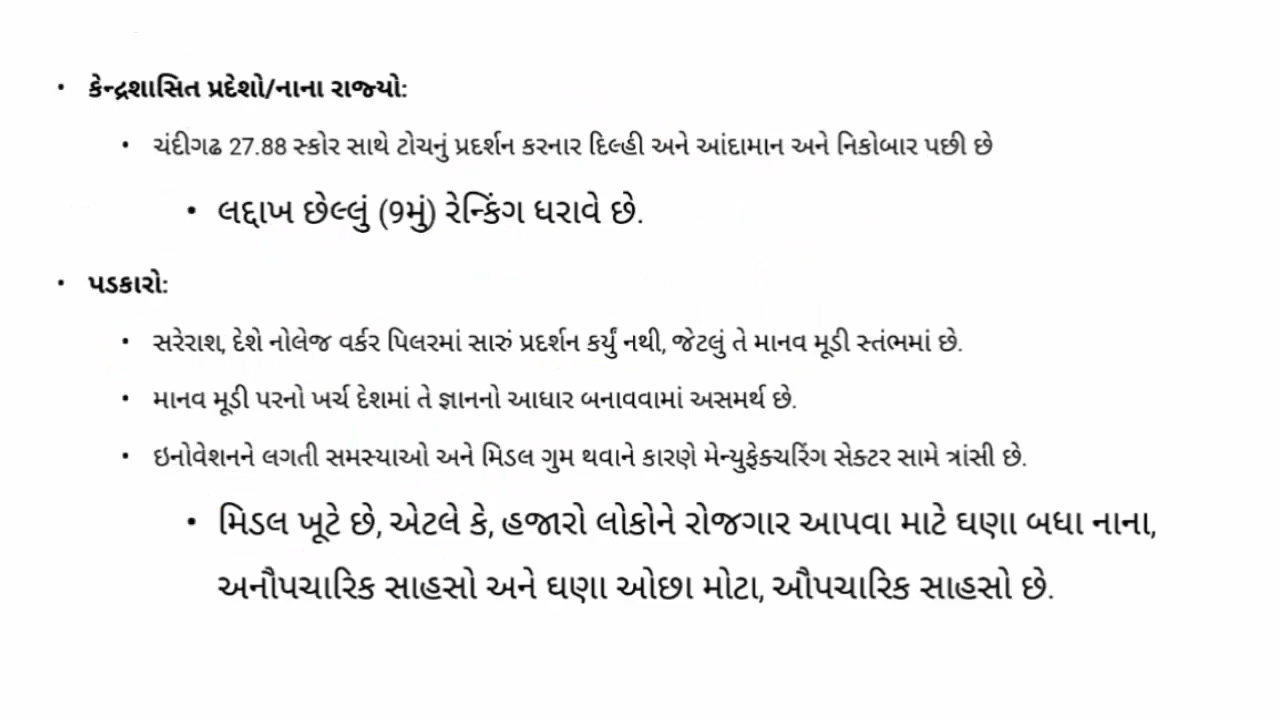 • કેન્દ્રશાસિત પ્રદેશો/નાના રાજ્યો:
• ચંદીગઢ 27.88 સ્કોર સાથે ટોચનું પ્રદર્શન કરનાર દિલ્હી અને આંદામાન અને નિકોબાર પછી છે
• લદ્દાખ છેલ્લું (9મું) રેન્કિંગ ધરાવે છે.
• પડકારો:
• સરેરાશ, દેશે નોલેજ વર્કર પિલરમાં સારું પ્રદર્શન કર્યું નથી, જેટલું તે માનવ મૂડી સ્તંભમાં છે.
• માનવ મૂડી પરનો ખર્ચ દેશમાં તે જ્ઞાનનો આધાર બનાવવામાં અસમર્થ છે.
• ઇનોવેશનને લગતી સમસ્યાઓ અને મિડલ ગુમ થવાને કારણે મેન્યુફેક્ચરિંગ સેક્ટર સામે ત્રાંસી છે.
• મિડલ ખૂટે છે, એટલે કે, હજારો લોકોને રોજગાર આપવા માટે ઘણા બધા નાના,
અનૌપચારિક સાહસો અને ઘણા ઓછા મોટા, ઔપચારિક સાહસો છે.